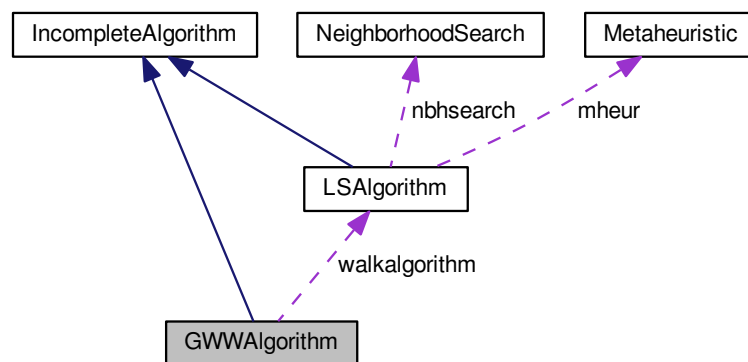 IncompleteAlgorithm
NeighborhoodSearch
Metaheuristic
nbhsearch
mheur
LSAlgorithm
walkalgorithm
GWWAlgorithm